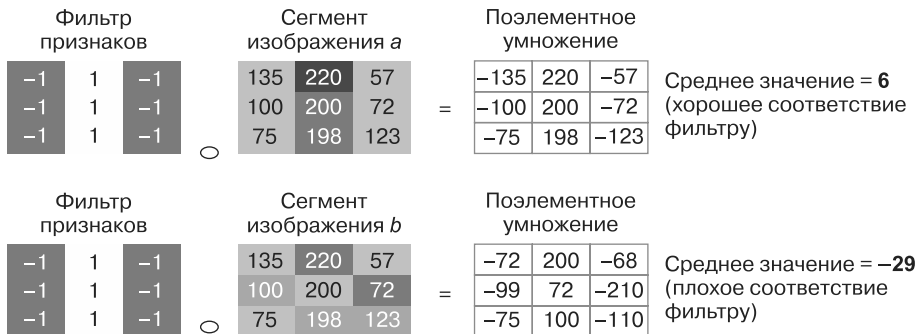 Фильтр признаков
Сегмент изображения a
Поэлементное умножение
−1 1 −1 135 220 57 −135 220 −57
−1 1 −1 100 200 72 = −100 200 −72
−1 1 −1 75 198 123 −75 198 −123
Среднее значение = 6
(хорошее соответствие
фильтру)
Фильтр признаков
Сегмент изображения b
Поэлементное умножение
−1 1 −1 135 220 57 −72 200 −68
−1 1 −1 100 200 72 = −99 72 −210
−1 1 −1 75 198 123 −75 100 −110
Среднее значение = −29
(плохое соответствие
фильтру)